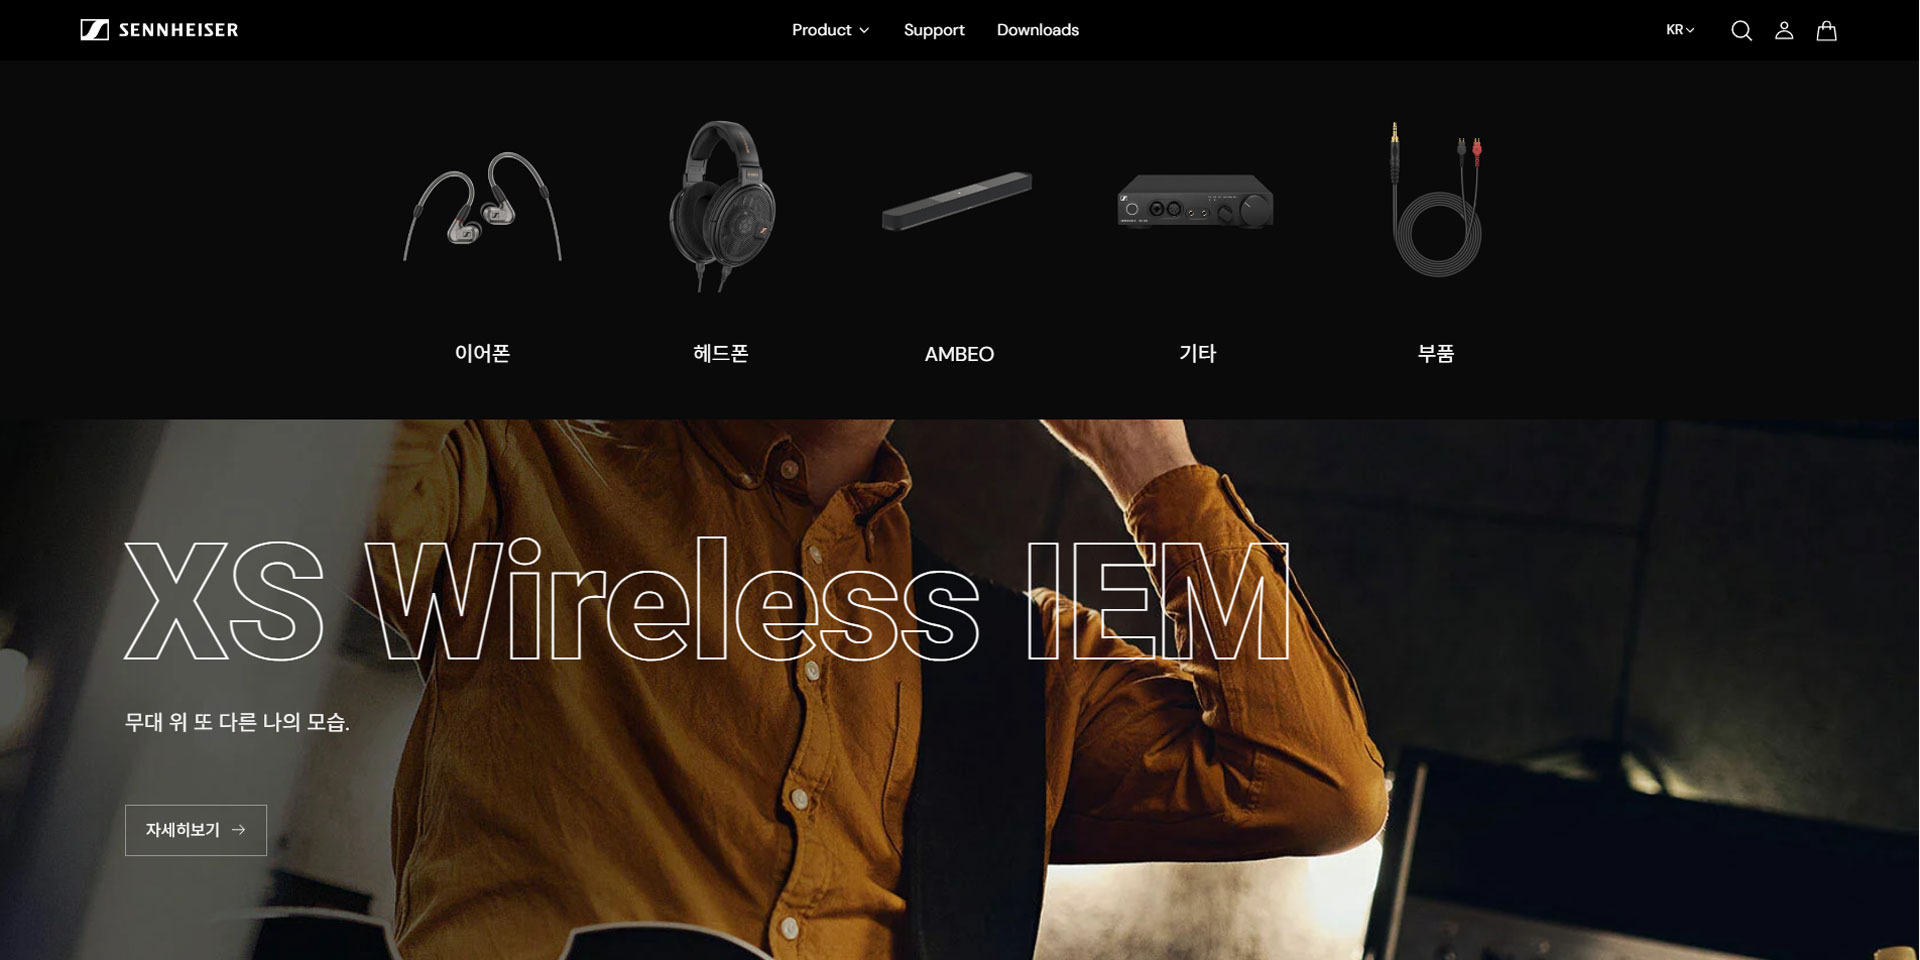 SENNHEISER
Product Support Downloads
KR
이어폰 헤드폰 AMBEO 기타 부품
XS Wireless IEM
무대 위 또 다른 나의 모습.
자세히보기